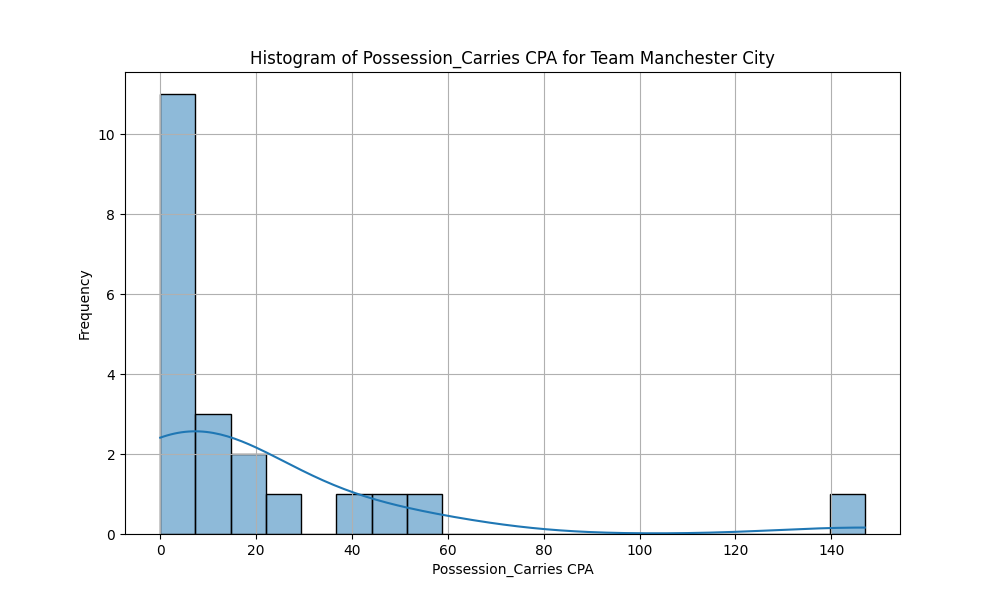 Histogram of Possession_Carries CPA for Team Manchester City
Frequency
10
8
6
4
2
0
0 20 40 60 80 100 120 140
Possession_Carries CPA